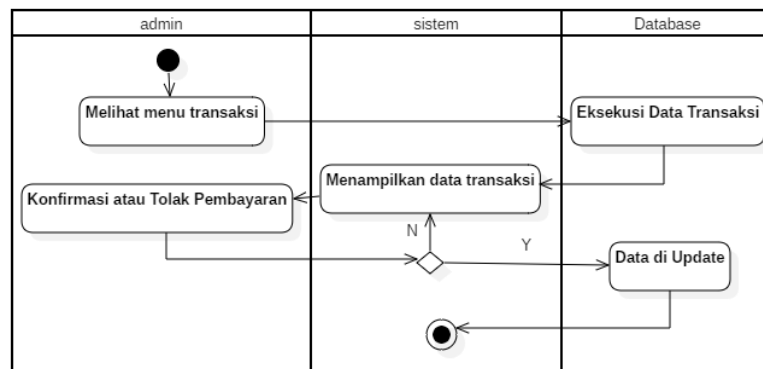 admin
sistem
Database
Melihat menu transaksi
Eksekusi Data Transaksi
Menampilkan data transaksi
Konfirmasi atau Tolak Pembayaran
N
Y
Data di Update